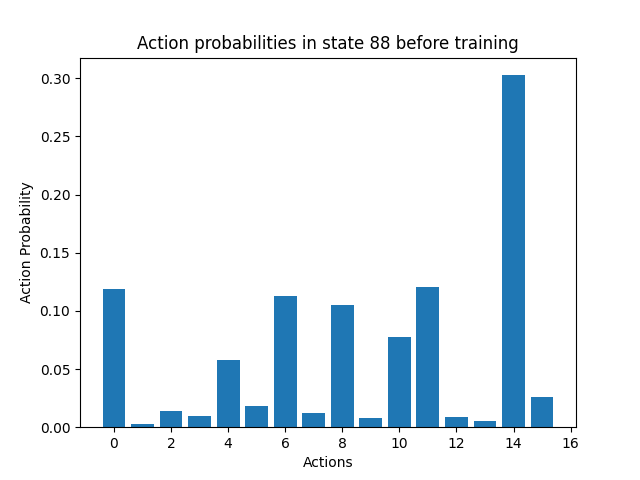 Action probabilities in state 88 before training
0.30
0.25
0.20
0.15
0.10
0.05
0.00
Action Probability
0 2 4 6 8 10 12 14 16
Actions